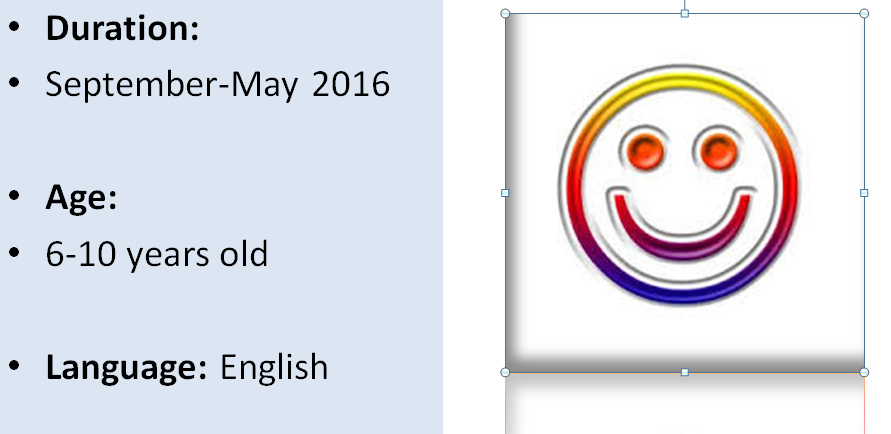 • Duration:
• September-May 2016
• Age:
• 6-10 years old
• Language: English